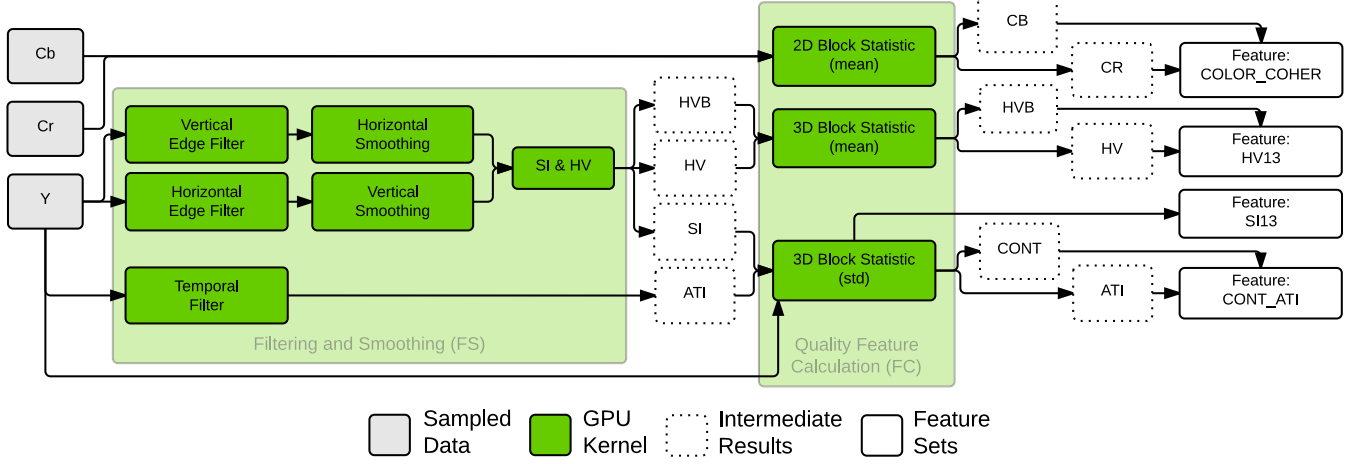 Cb
Cr
Y
Vertical
Edge Filter
Horizontal
Smoothing
Horizontal
Edge Filter
Vertical
Smoothing
SI & HV
Temporal
Filter
Filtering and Smoothing (FS)
HVB
HV
SI
ATI
2D Block Statistic
(mean)
3D Block Statistic
(mean)
3D Block Statistic
(std)
Quality Feature
Calculation (FC)
CB
CR
HVB
HV
CONT
ATI
Feature:
COLOR_COHER
Feature:
HV13
Feature:
SI13
Feature:
CONT_ATI
Sampled
Data
GPU
Kernel
Intermediate
Results
Feature
Sets